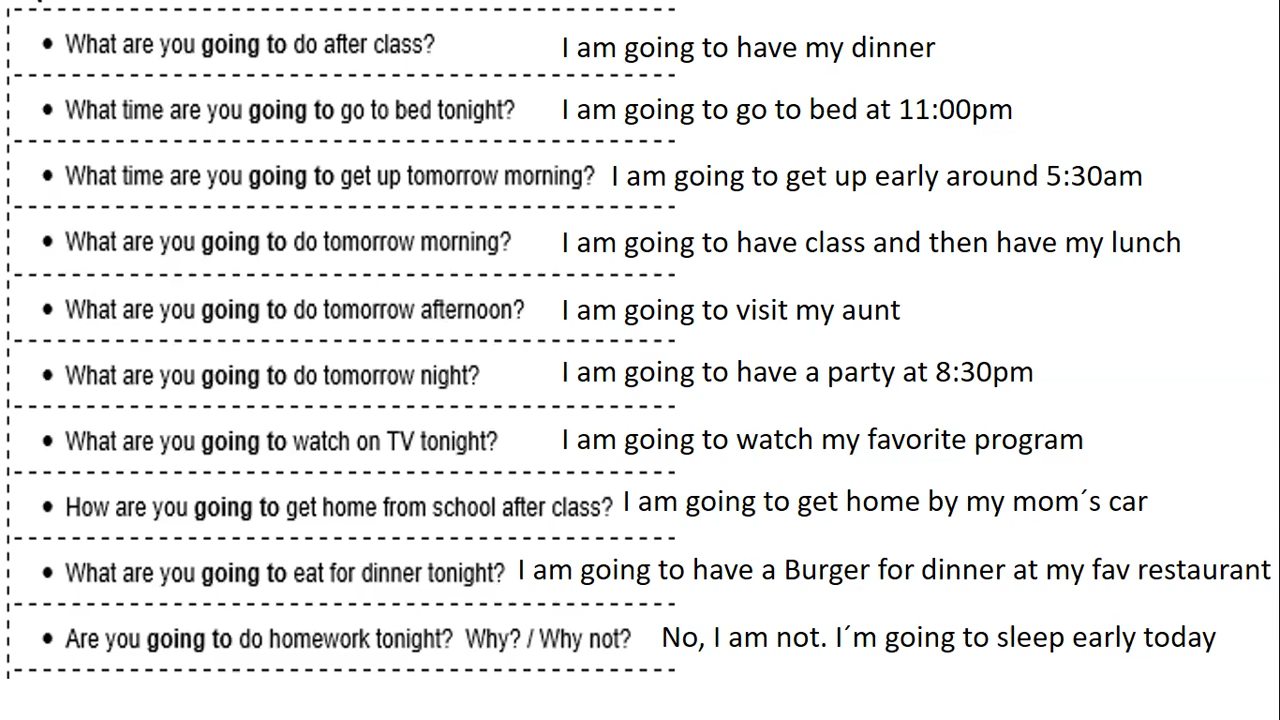 • What are you going to do after class? I am going to have my dinner
• What time are you going to go to bed tonight? I am going to go to bed at 11:00pm
• What time are you going to get up tomorrow morning? I am going to get up early around 5:30am
• What are you going to do tomorrow morning? I am going to have class and then have my lunch
• What are you going to do tomorrow afternoon? I am going to visit my aunt
• What are you going to do tomorrow night? I am going to have a party at 8:30pm
• What are you going to watch on TV tonight? I am going to watch my favorite program
• How are you going to get home from school after class? I am going to get home by my mom´s car
• What are you going to eat for dinner tonight? I am going to have a Burger for dinner at my fav restaurant
• Are you going to do homework tonight? Why? / Why not? No, I am not. I´m going to sleep early today